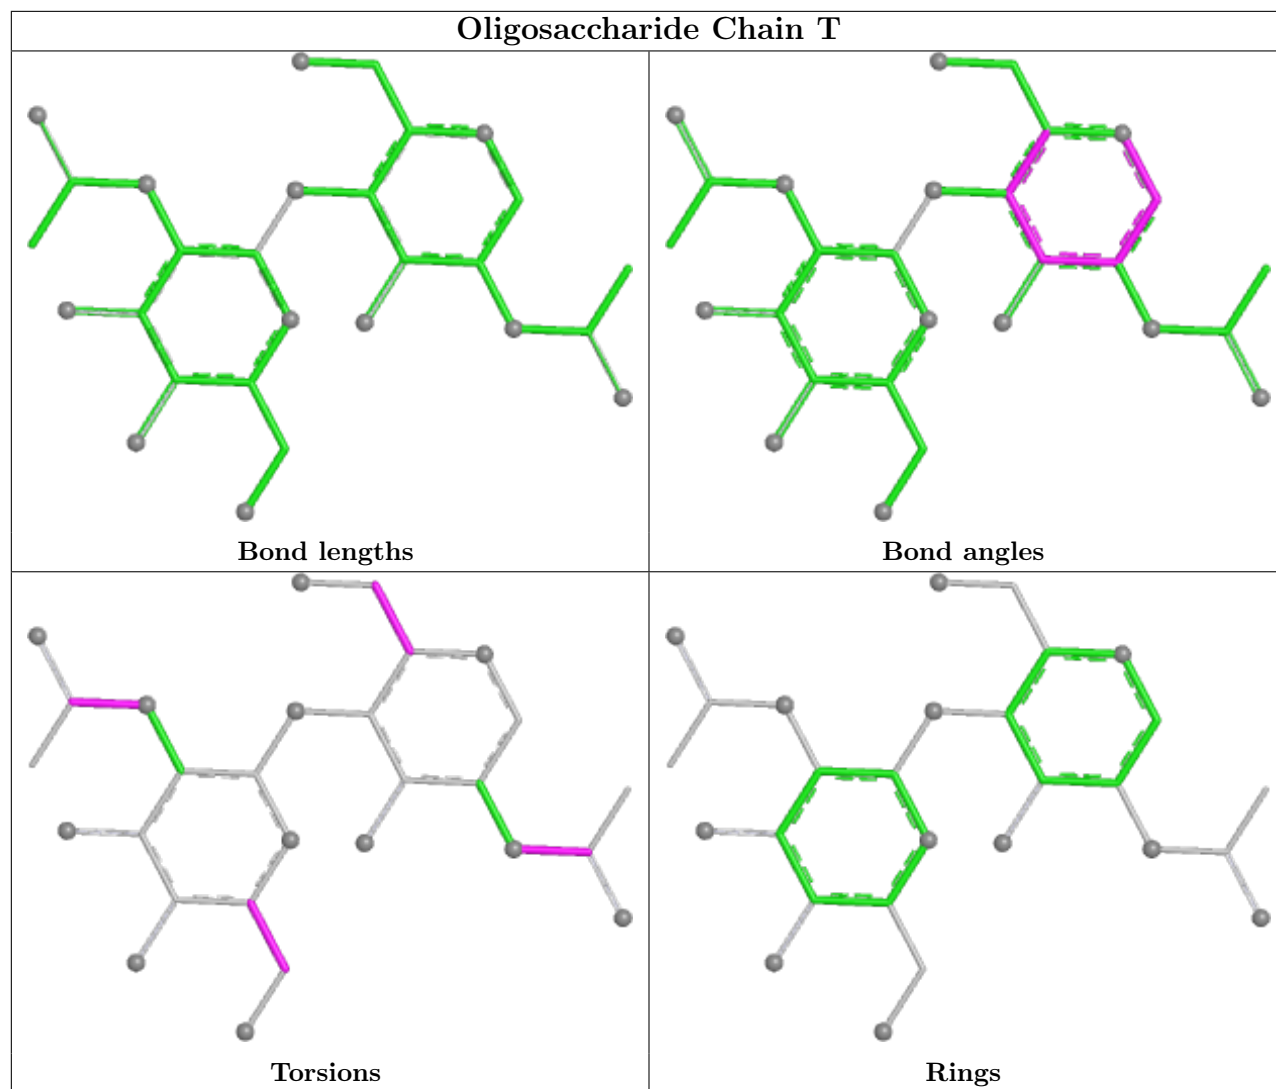 Oligosaccharide Chain T
Bond lengths
Bond angles
Torsions
Rings